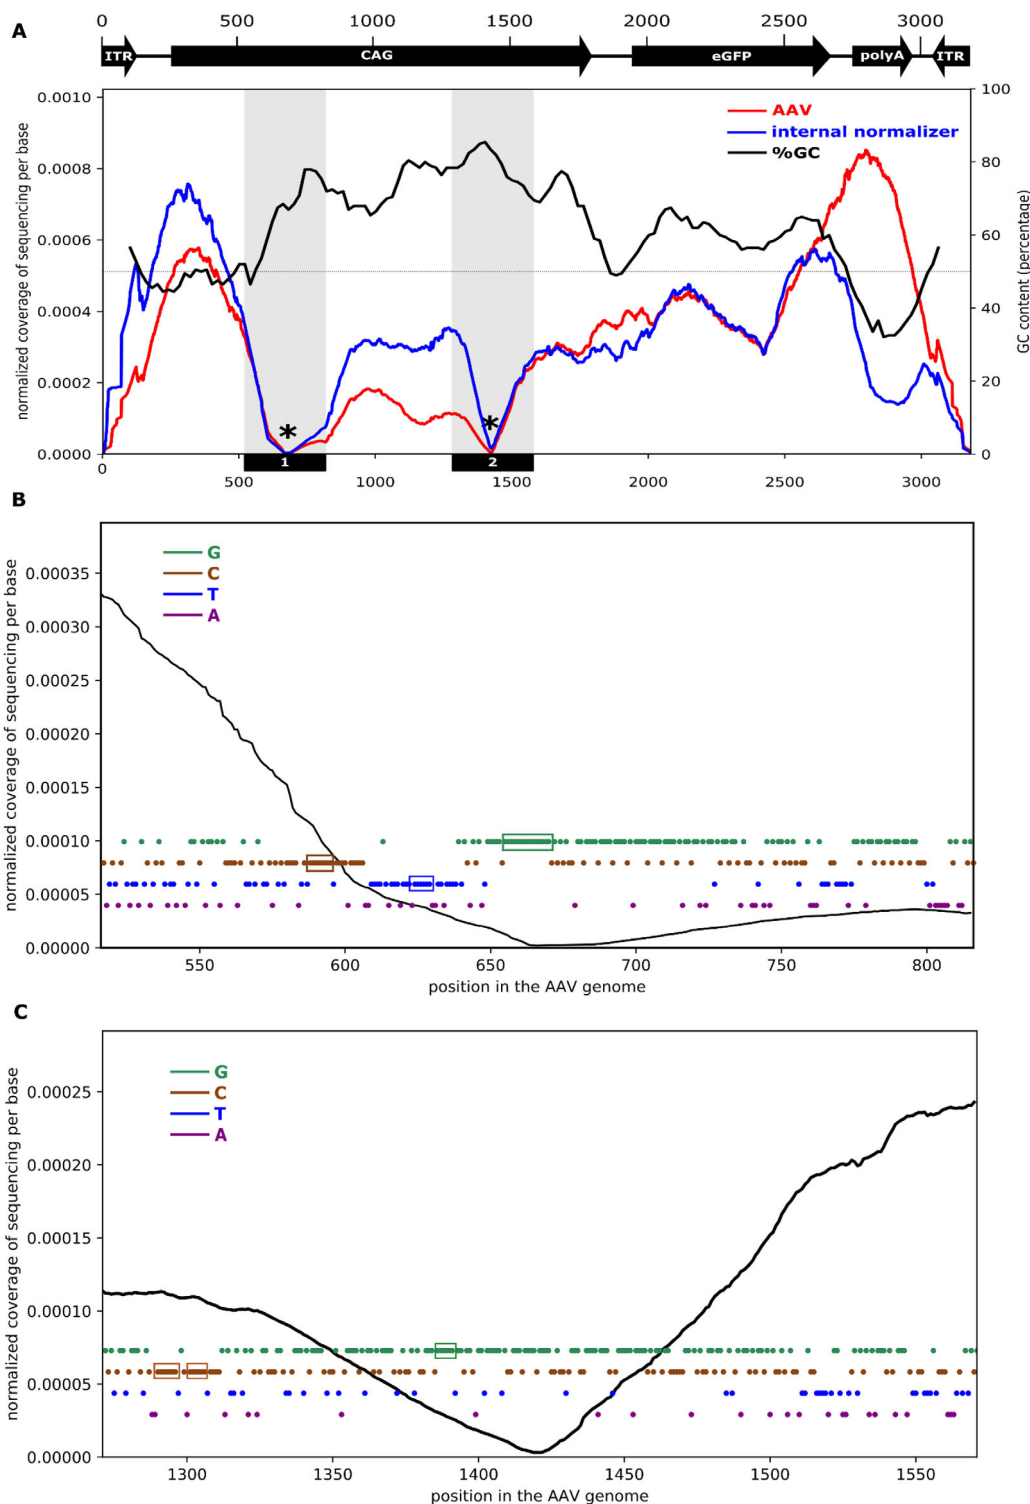 A
0 500 1000 1500 2000 2500 3000
ITR CAG eGFP polyA ITR
normalized coverage of sequencing per base
0.0010
0.0008
0.0006
0.0004
0.0002
0.0000
AAV
internal normalizer
%GC
100
80
60
40
20
0
GC content (percentage)
* *
1 2
0 500 1000 1500 2000 2500 3000
B
normalized coverage of sequencing per base
0.00035
0.00030
0.00025
0.00020
0.00015
0.00010
0.00005
0.00000
G
C
T
A
550 600 650 700 750 800
position in the AAV genome
C
normalized coverage of sequencing per base
0.00025
0.00020
0.00015
0.00010
0.00005
0.00000
G
C
T
A
1300 1350 1400 1450 1500 1550
position in the AAV genome